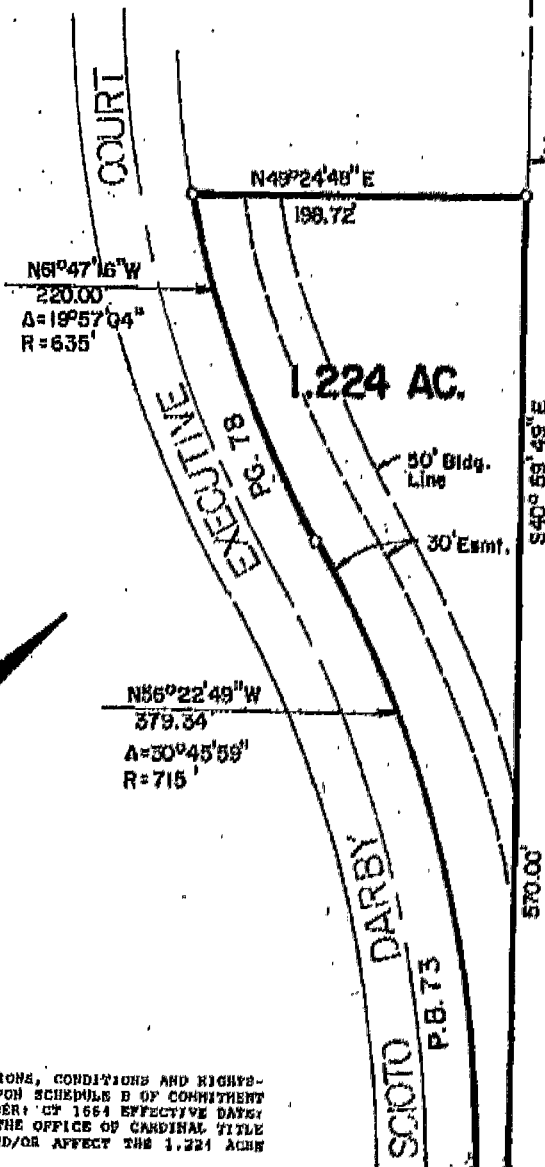 COURT
N49°24'48"E
198.72'
N61°47'16"W
220.00'
Δ=19°57'04"
R=635'
1.224 AC.
EXECUTIVE
PG. 78
50' Bldg.
Line
30' Esmt.
S40°59'49"E
N56°22'49"W
379.34'
Δ=30°45'59"
R=715'
570.00'
DARBY
P.B. 73
SCIOTO
IONS, CONDITIONS AND RIGHTS-
PON SCHEDULE B OF COMMITMENT
BER: CT 1664 EFFECTIVE DATE:
THE OFFICE OF CARDINAL TITLE
D/OR AFFECT THE 1.224 ACRE